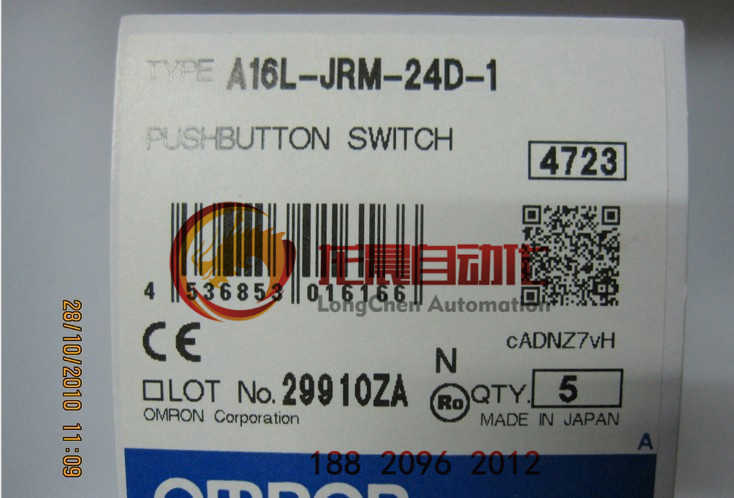 TYPE A16L-JRM-24D-1
PUSHBUTTON SWITCH
4723
龙晨自动化
LongChen Automation
4 536853 016166
cADNZ7vH
CE
N
□LOT No. 29910ZA Ro QTY. 5
OMRON Corporation
MADE IN JAPAN
A
188 2096 2012
OMRON
28/10/2010 11:09